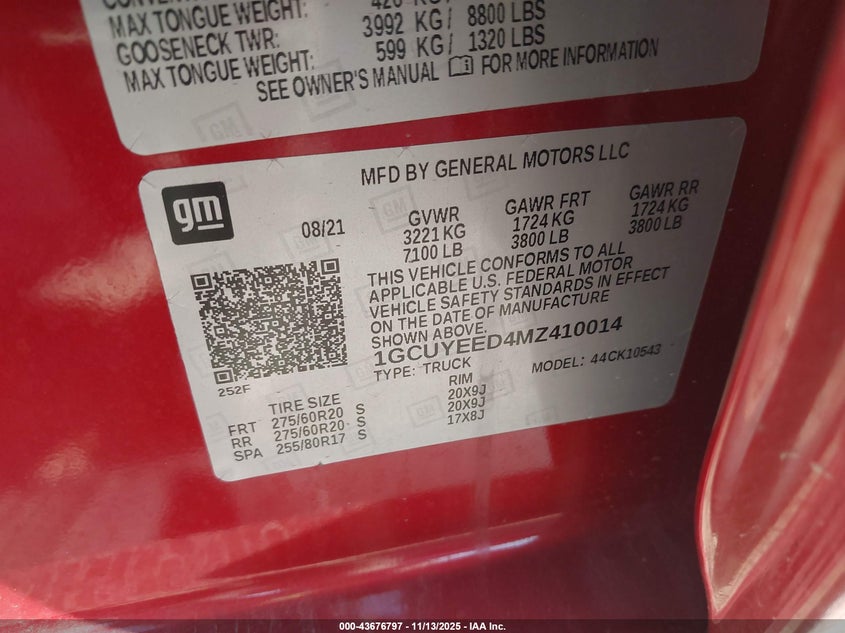 MAX TONGUE WEIGHT: 3992 KG/ 8800 LBS
GOOSENECK TWR: 599 KG/ 1320 LBS
MAX TONGUE WEIGHT:
SEE OWNER'S MANUAL FOR MORE INFORMATION
MFD BY GENERAL MOTORS LLC
gm
08/21
GVWR GAWR FRT GAWR RR
3221 KG 1724 KG 1724 KG
7100 LB 3800 LB 3800 LB
THIS VEHICLE CONFORMS TO ALL
APPLICABLE U.S. FEDERAL MOTOR
VEHICLE SAFETY STANDARDS IN EFFECT
ON THE DATE OF MANUFACTURE
SHOWN ABOVE.
1GCUYEED4MZ410014
TYPE: TRUCK MODEL: 44CK10543
252F
TIRE SIZE RIM
FRT 275/60R20 S 20X9J
RR 275/60R20 S 20X9J
SPA 255/80R17 S 17X8J
000-43676797 - 11/13/2025 - IAA Inc.